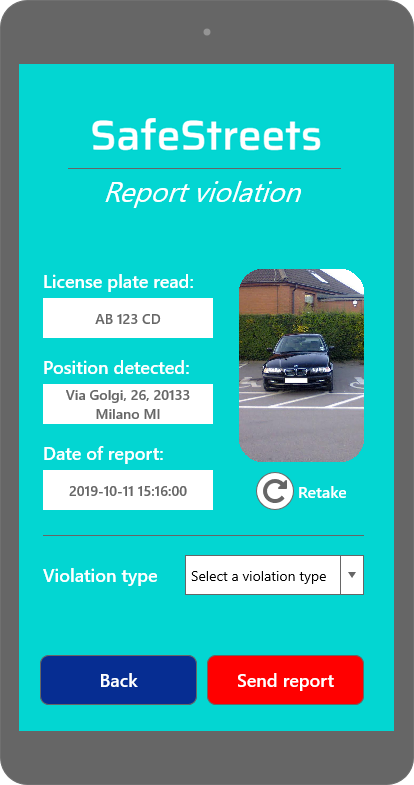 SafeStreets
Report violation
License plate read:
AB 123 CD
Position detected:
Via Golgi, 26, 20133
Milano MI
Date of report:
2019-10-11 15:16:00
Retake
Violation type
Select a violation type
Back
Send report